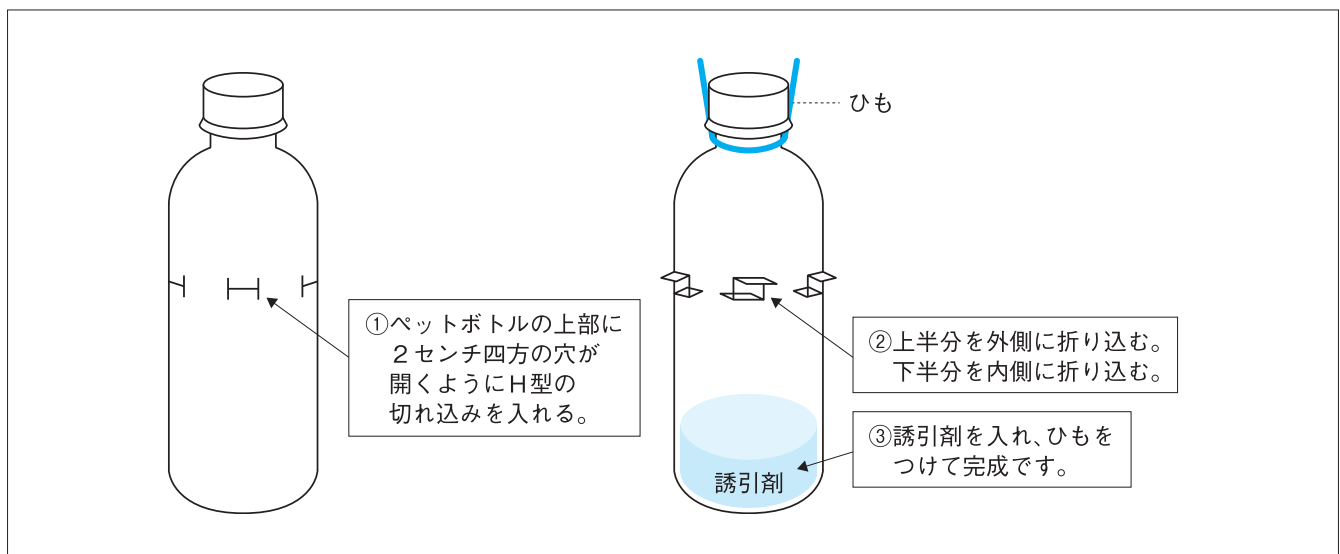 ひも
①ペットボトルの上部に
２センチ四方の穴が
開くようにH型の
切れ込みを入れる。
②上半分を外側に折り込む。
下半分を内側に折り込む。
③誘引剤を入れ、ひもを
つけて完成です。
誘引剤